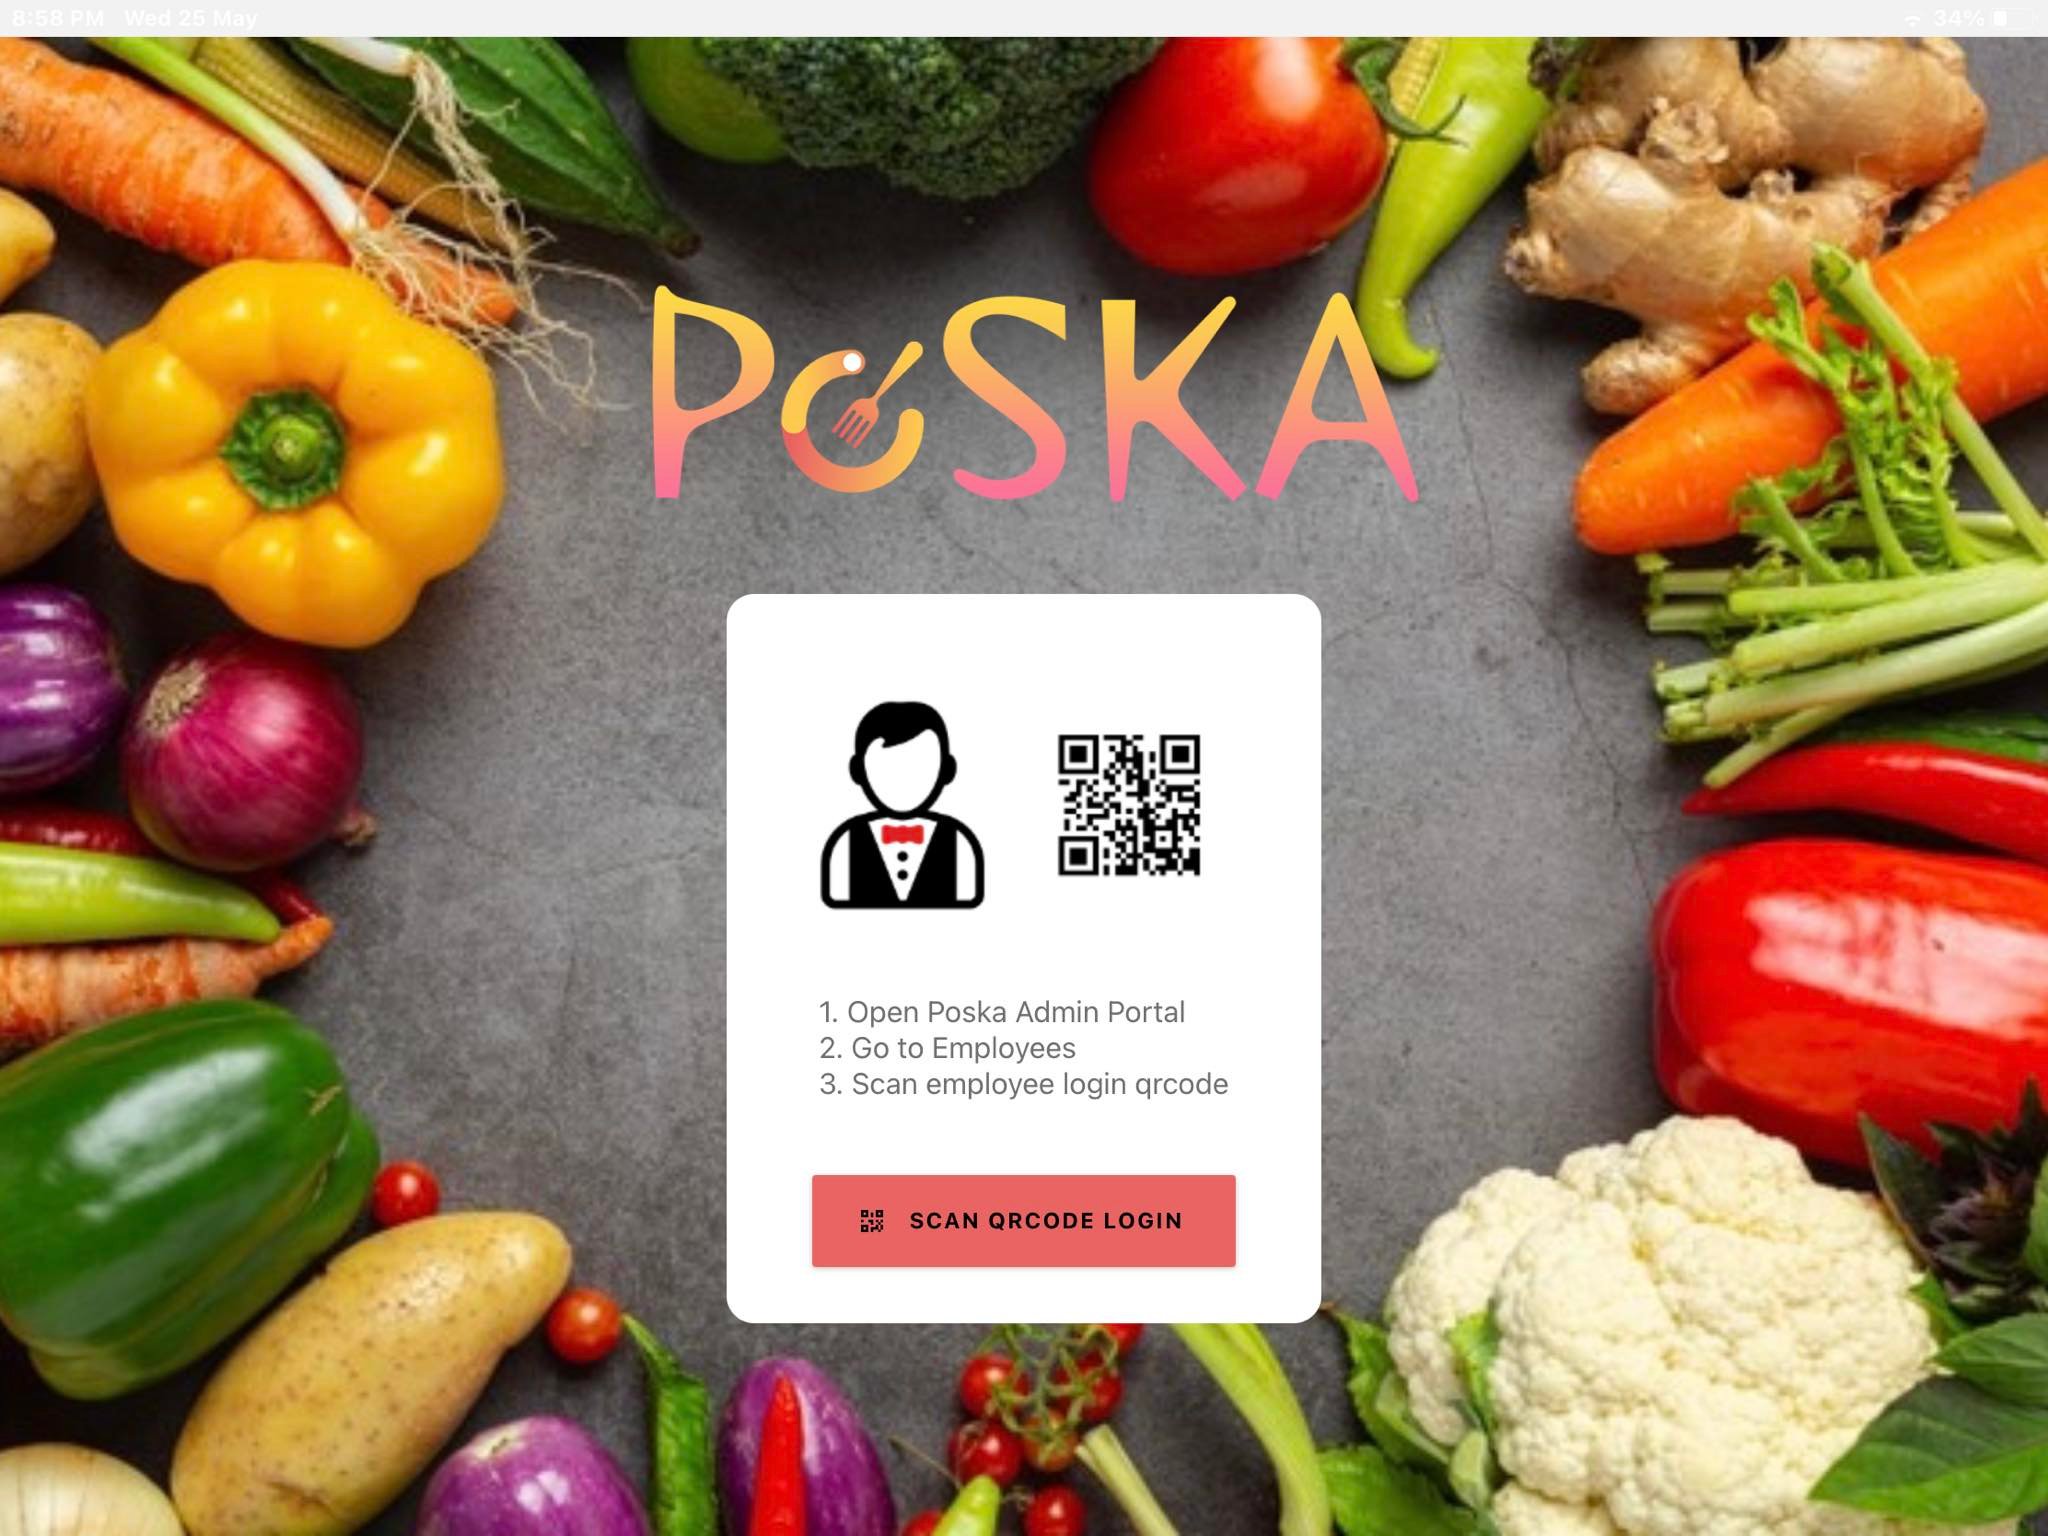 8:58 PM Wed 25 May
34%
POSKA
1. Open Poska Admin Portal
2. Go to Employees
3. Scan employee login qrcode
SCAN QRCODE LOGIN